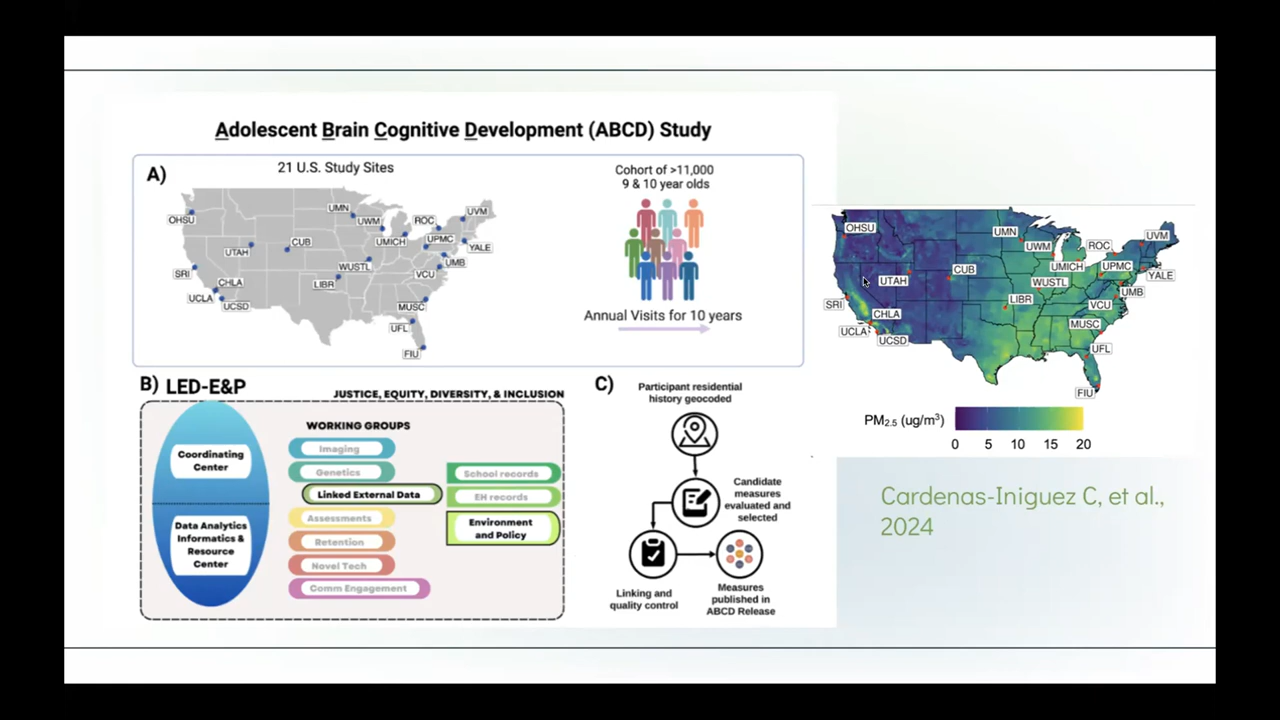 Adolescent Brain Cognitive Development (ABCD) Study
A)
21 U.S. Study Sites
OHSU
UTAH
CUB
SRI
CHLA
UCLA
UCSD
UMN
UWM
UMICH
ROC
UVM
UPMC
YALE
UMB
WUSTL
VCU
LIBR
MUSC
UFL
FIU
Cohort of >11,000
9 & 10 year olds
Annual Visits for 10 years
B) LED-E&P
JUSTICE, EQUITY, DIVERSITY, & INCLUSION
Coordinating
Center
Data Analytics
Informatics &
Resource
Center
WORKING GROUPS
Imaging
Genetics
Linked External Data
Assessments
Retention
Novel Tech
Comm Engagement
School records
EH records
Environment
and Policy
C)
Participant residential
history geocoded
Candidate
measures
evaluated and
selected
Linking and
quality control
Measures
published in
ABCD Release
OHSU
UMN
UVM
UWM
ROC
UMICH
UPMC
YALE
CUB
UTAH
WUSTL
UMB
SRI
LIBR
VCU
CHLA
UCLA
UCSD
MUSC
UFL
FIU
PM2.5 (ug/m³)
0 5 10 15 20
Cardenas-Iniguez C, et al.,
2024